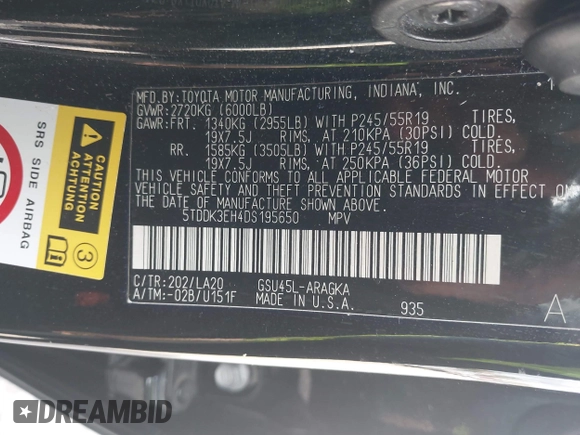 MFD.BY:TOYOTA MOTOR MANUFACTURING, INDIANA, INC.
GVWR:2720KG (6000LB)
GAWR:FRT. 1340KG (2955LB) WITH P245/55R19 TIRES,
19X7.5J RIMS, AT 210KPA (30PSI) COLD.
RR. 1585KG (3505LB) WITH P245/55R19 TIRES,
19X7.5J RIMS, AT 250KPA (36PSI) COLD.
THIS VEHICLE CONFORMS TO ALL APPLICABLE FEDERAL MOTOR
VEHICLE SAFETY AND THEFT PREVENTION STANDARDS IN EFFECT ON
THE DATE OF MANUFACTURE SHOWN ABOVE.
5TDDK3EH4DS195650 MPV
C/TR:202/LA20 GSU45L-ARAGKA
A/TM:-02B/U151F MADE IN U.S.A. 935
A
SRS SIDE AIRBAG
CAUTION
ATTENTION
ACHTUNG
3
$DREAMBID